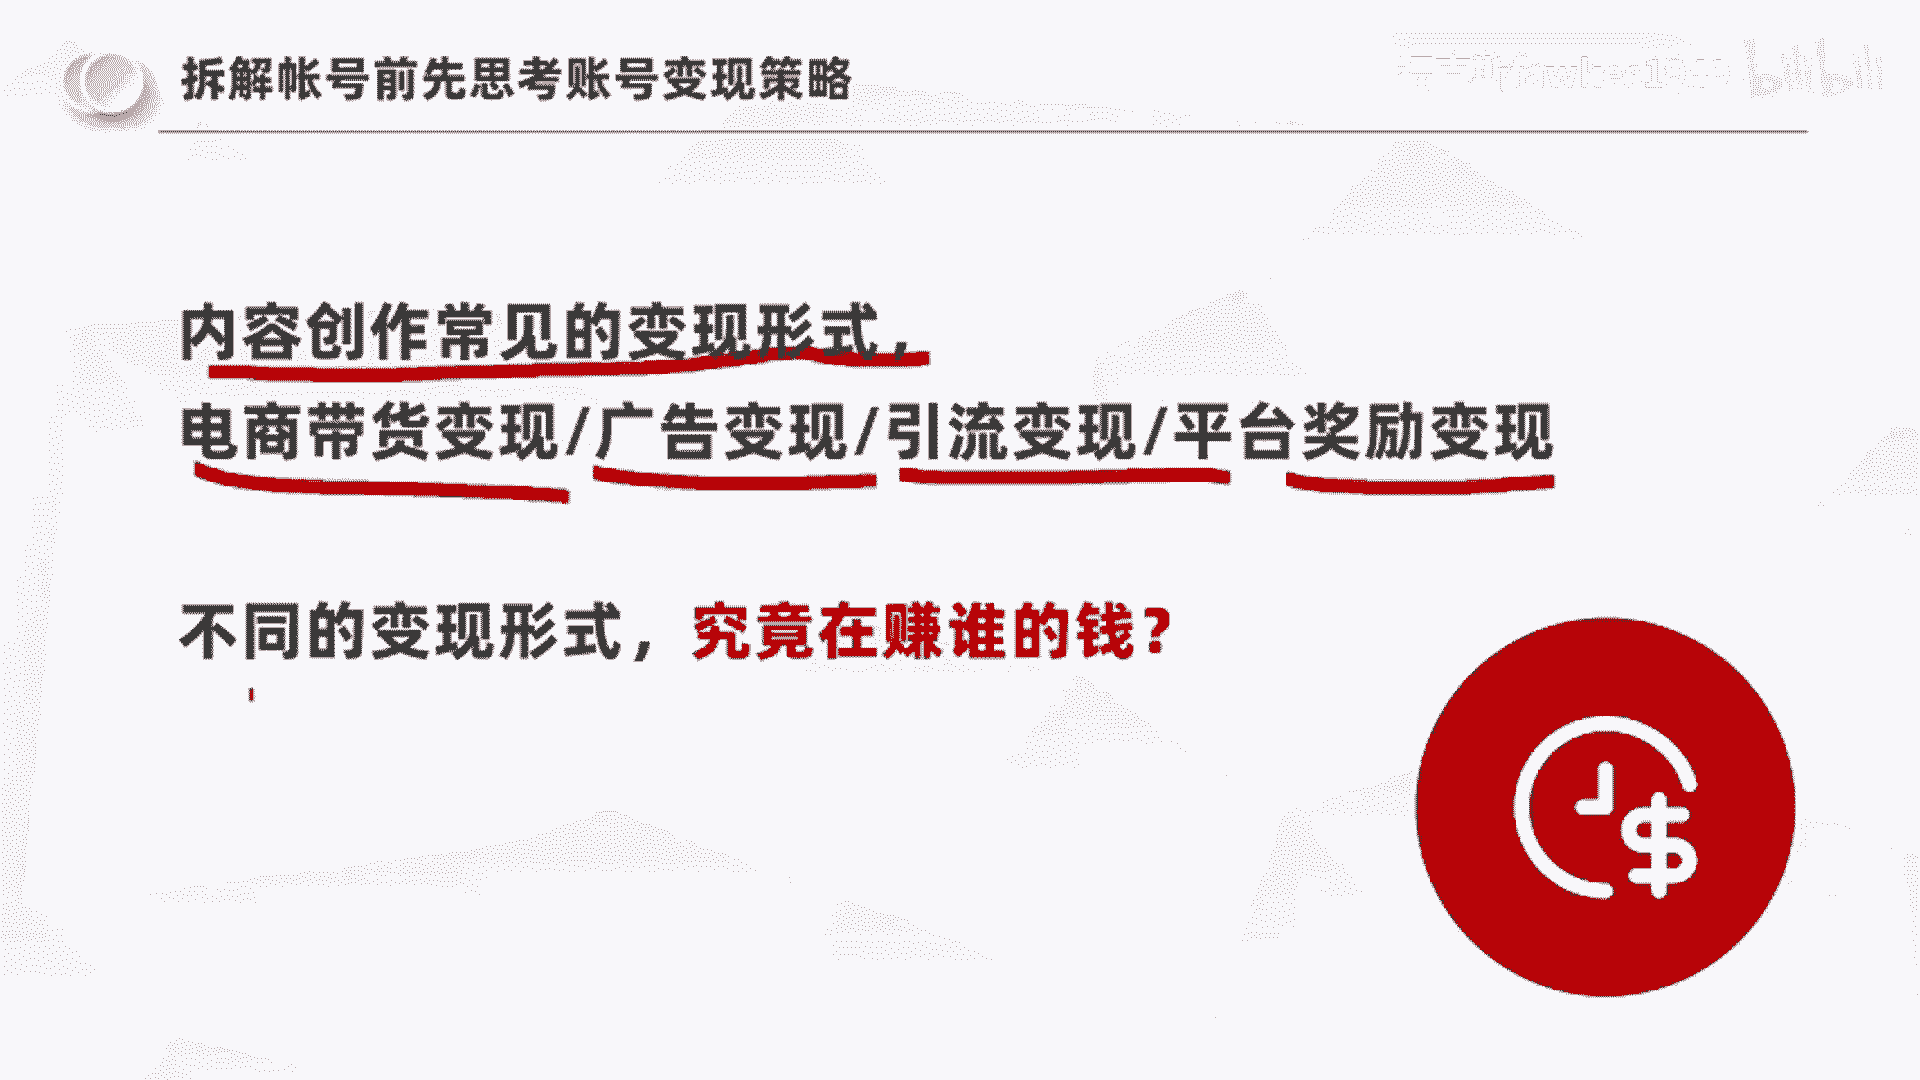 拆解帐号前先思考账号变现策略
bilibili
内容创作常见的变现形式，
电商带货变现/广告变现/引流变现/平台奖励变现
不同的变现形式，究竟在赚谁的钱？
$